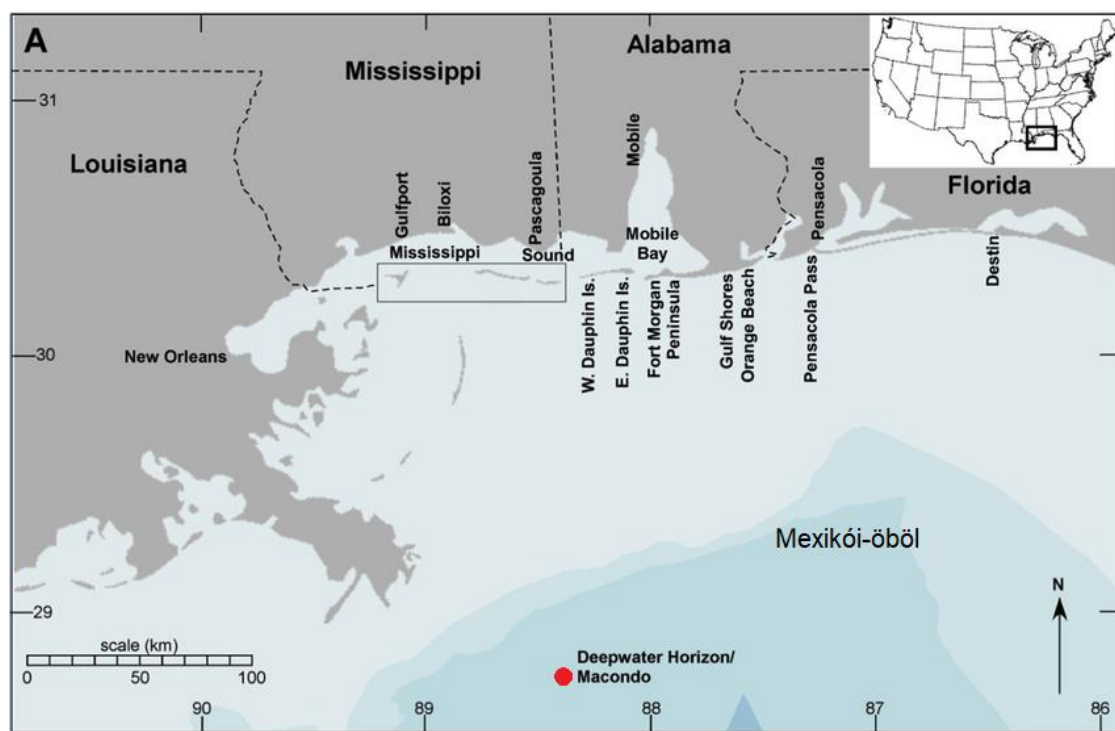 A
Alabama
Mississippi
31
Louisiana
Gulfport
Biloxi
Pascagoula
Mobile
Pensacola
Florida
Mississippi
Sound
Mobile
Bay
W. Dauphin Is.
E. Dauphin Is.
Fort Morgan
Peninsula
Gulf Shores
Orange Beach
Pensacola Pass
Destin
30
New Orleans
Mexikói-öböl
N
29
scale (km)
0
50
100
Deepwater Horizon/
Macondo
90
89
88
87
86